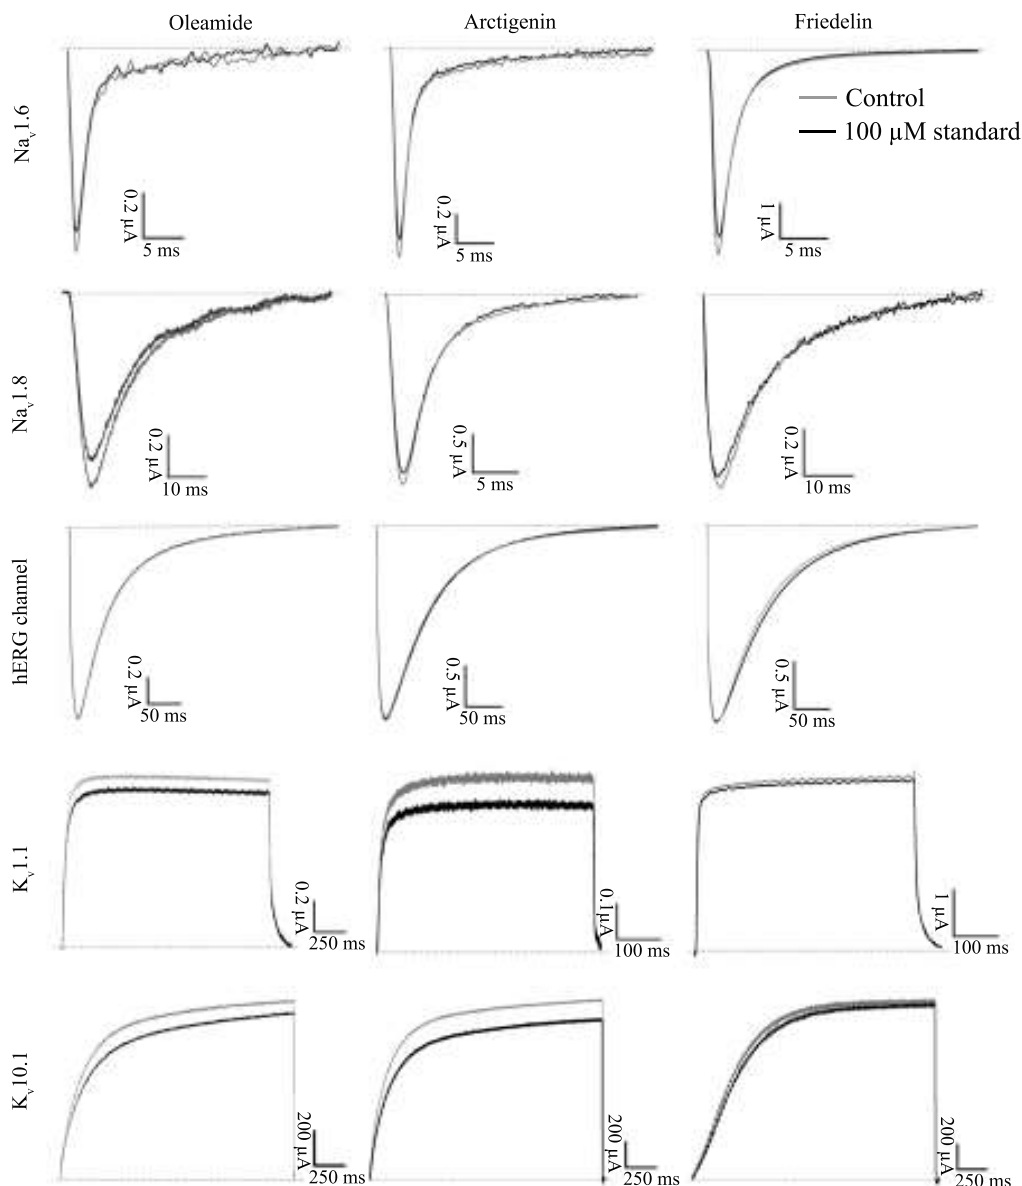 Oleamide
Arctigenin
Friedelin
Control
100 µM standard
Nav1.6
0.2 µA
5 ms
0.2 µA
5 ms
1 µA
5 ms
Nav1.8
0.2 µA
10 ms
0.5 µA
5 ms
0.2 µA
10 ms
hERG channel
0.2 µA
50 ms
0.5 µA
50 ms
0.5 µA
50 ms
Kv1.1
0.2 µA
250 ms
0.1µA
100 ms
1 µA
100 ms
Kv10.1
200 µA
250 ms
200 µA
250 ms
200 µA
250 ms